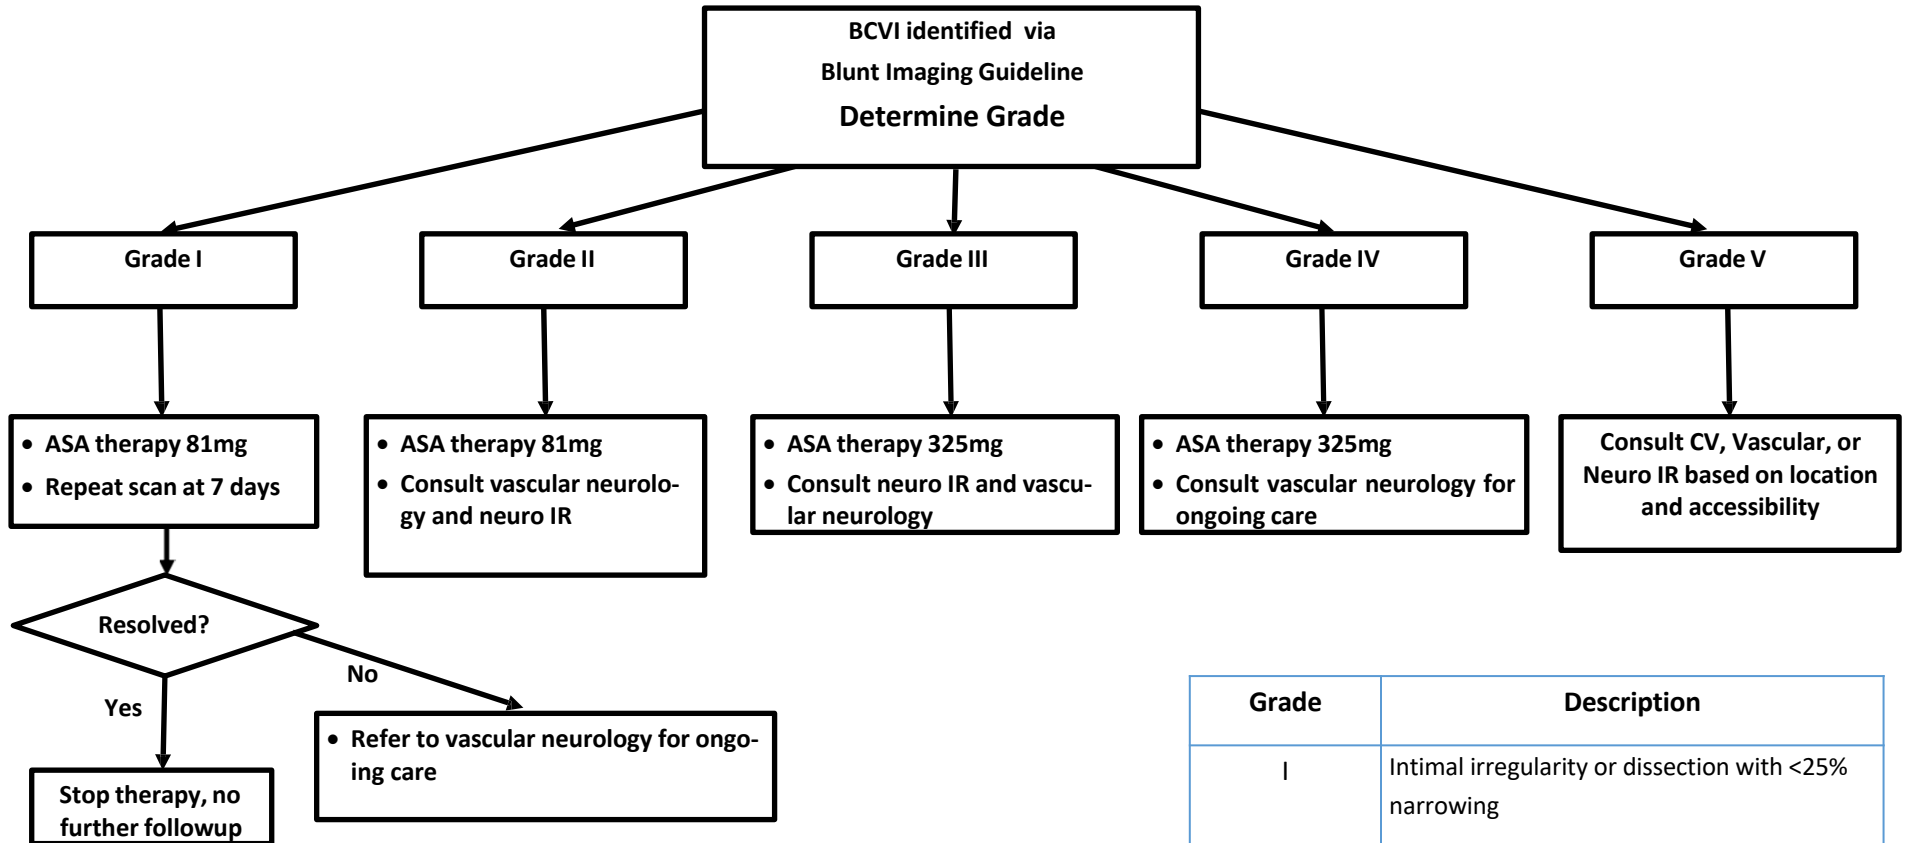 BCVI identified via
Blunt Imaging Guideline
Determine Grade
Grade I
Grade II
Grade III
Grade IV
Grade V
• ASA therapy 81mg
• Repeat scan at 7 days
• ASA therapy 81mg
• Consult vascular neurolo-
gy and neuro IR
• ASA therapy 325mg
• Consult neuro IR and vascu-
lar neurology
• ASA therapy 325mg
• Consult vascular neurology for
ongoing care
Consult CV, Vascular, or
Neuro IR based on location
and accessibility
Resolved?
No
Yes
• Refer to vascular neurology for ongo-
ing care
Stop therapy, no
further followup
Grade Description
I Intimal irregularity or dissection with <25%
narrowing